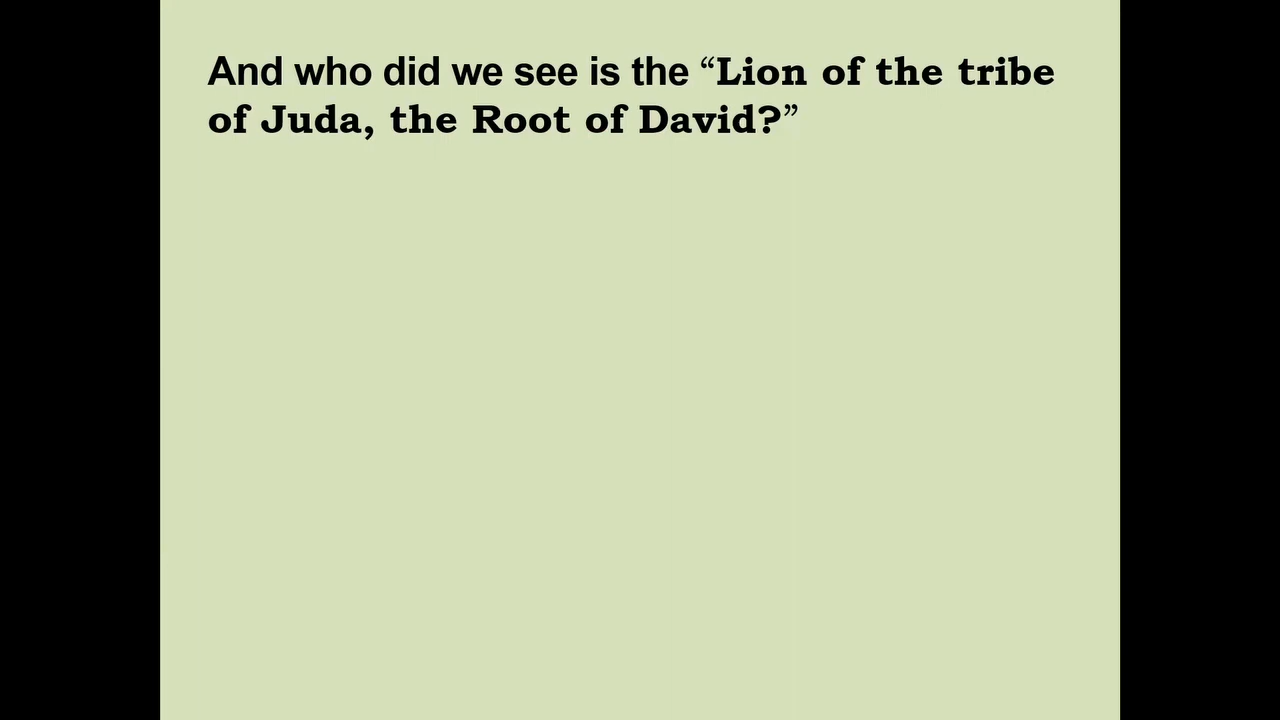 And who did we see is the “Lion of the tribe
of Juda, the Root of David?”